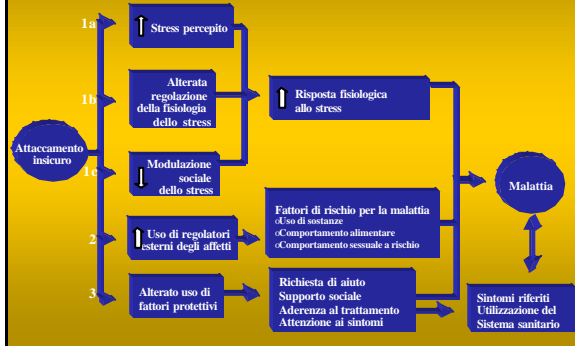 1a
Stress percepito
Alterata
regolazione
della fisiologia
dello stress
1b
Risposta fisiologica
allo stress
Attaccamento
insicuro
1c
Modulazione
sociale
dello stress
Malattia
2
Uso di regolatori
esterni degli affetti
Fattori di rischio per la malattia
oUso di sostanze
oComportamento alimentare
oComportamento sessuale a rischio
3
Alterato uso di
fattori protettivi
Richiesta di aiuto
Supporto sociale
Aderenza al trattamento
Attenzione ai sintomi
Sintomi riferiti
Utilizzazione del
Sistema sanitario